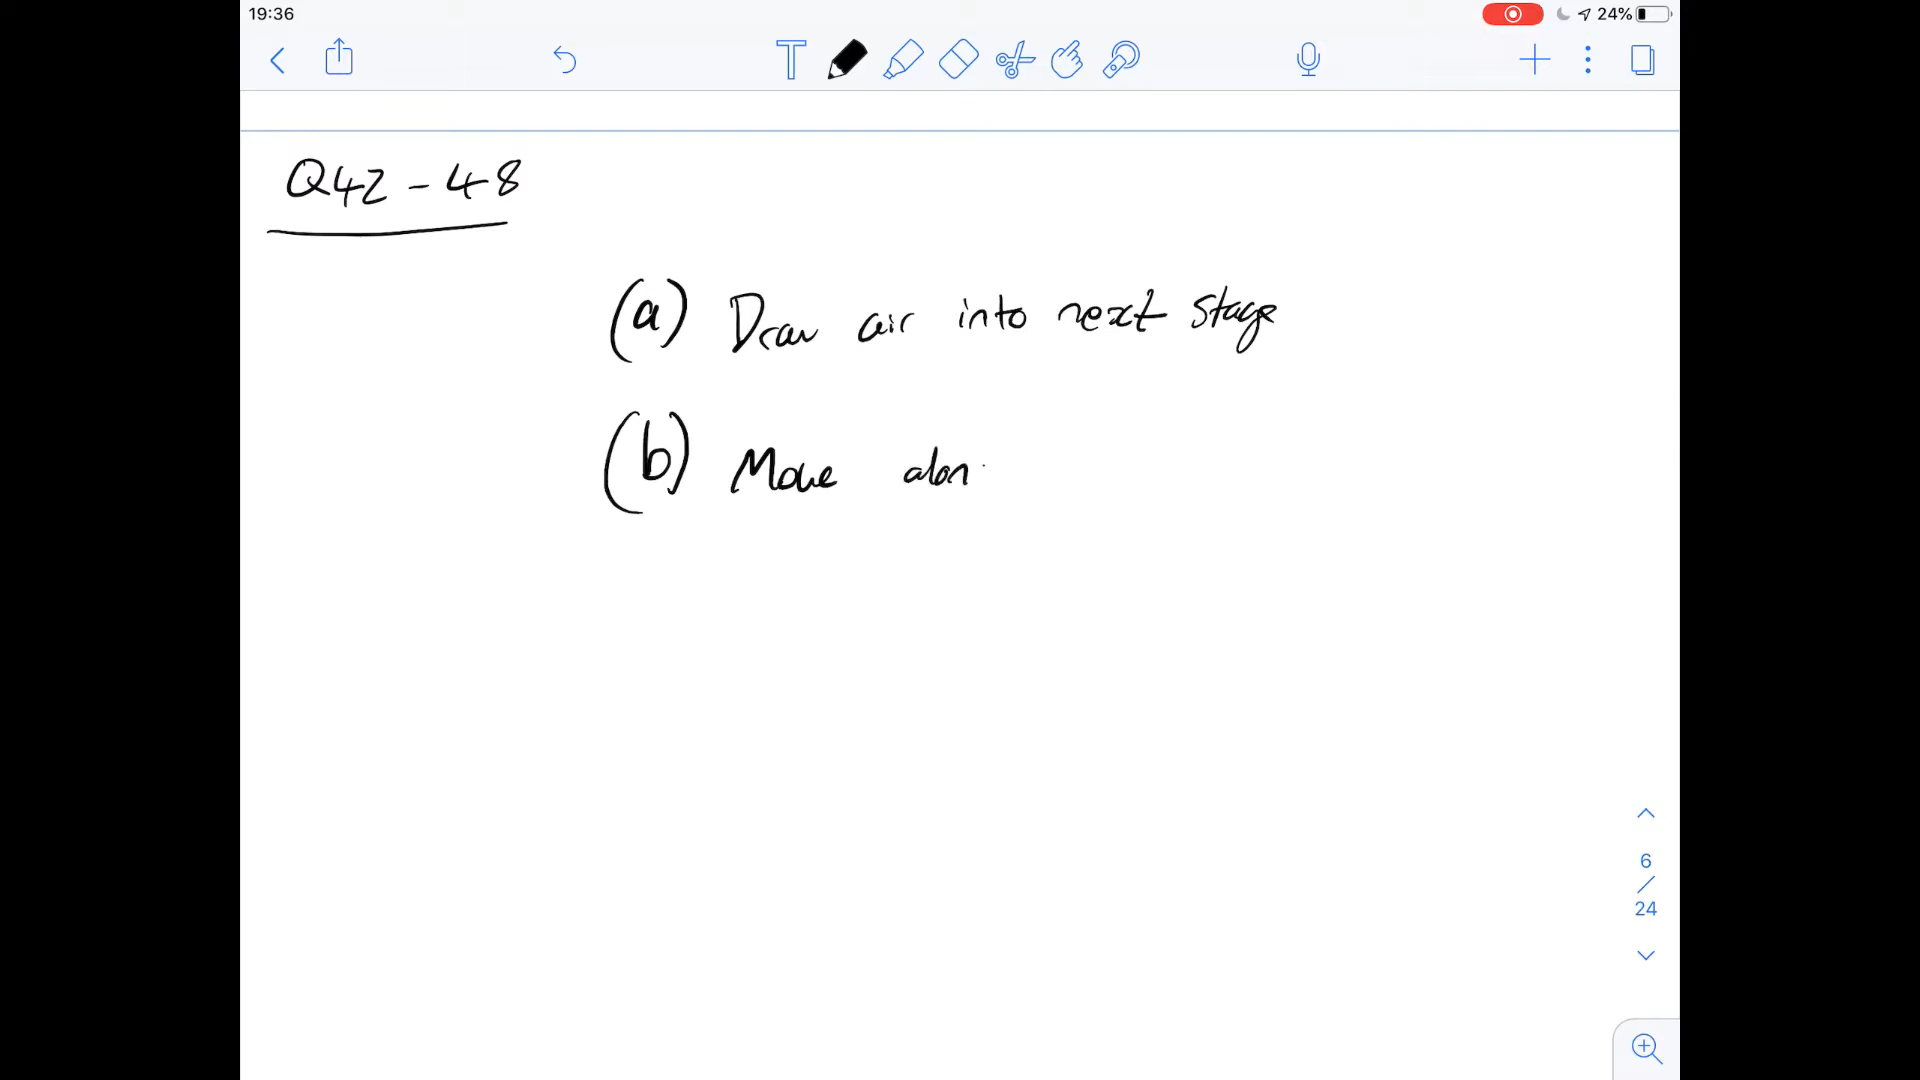 19:36
24%
T
Q42 - 48
(a) Draw air into next stage
(b) Move alon
6
/
24